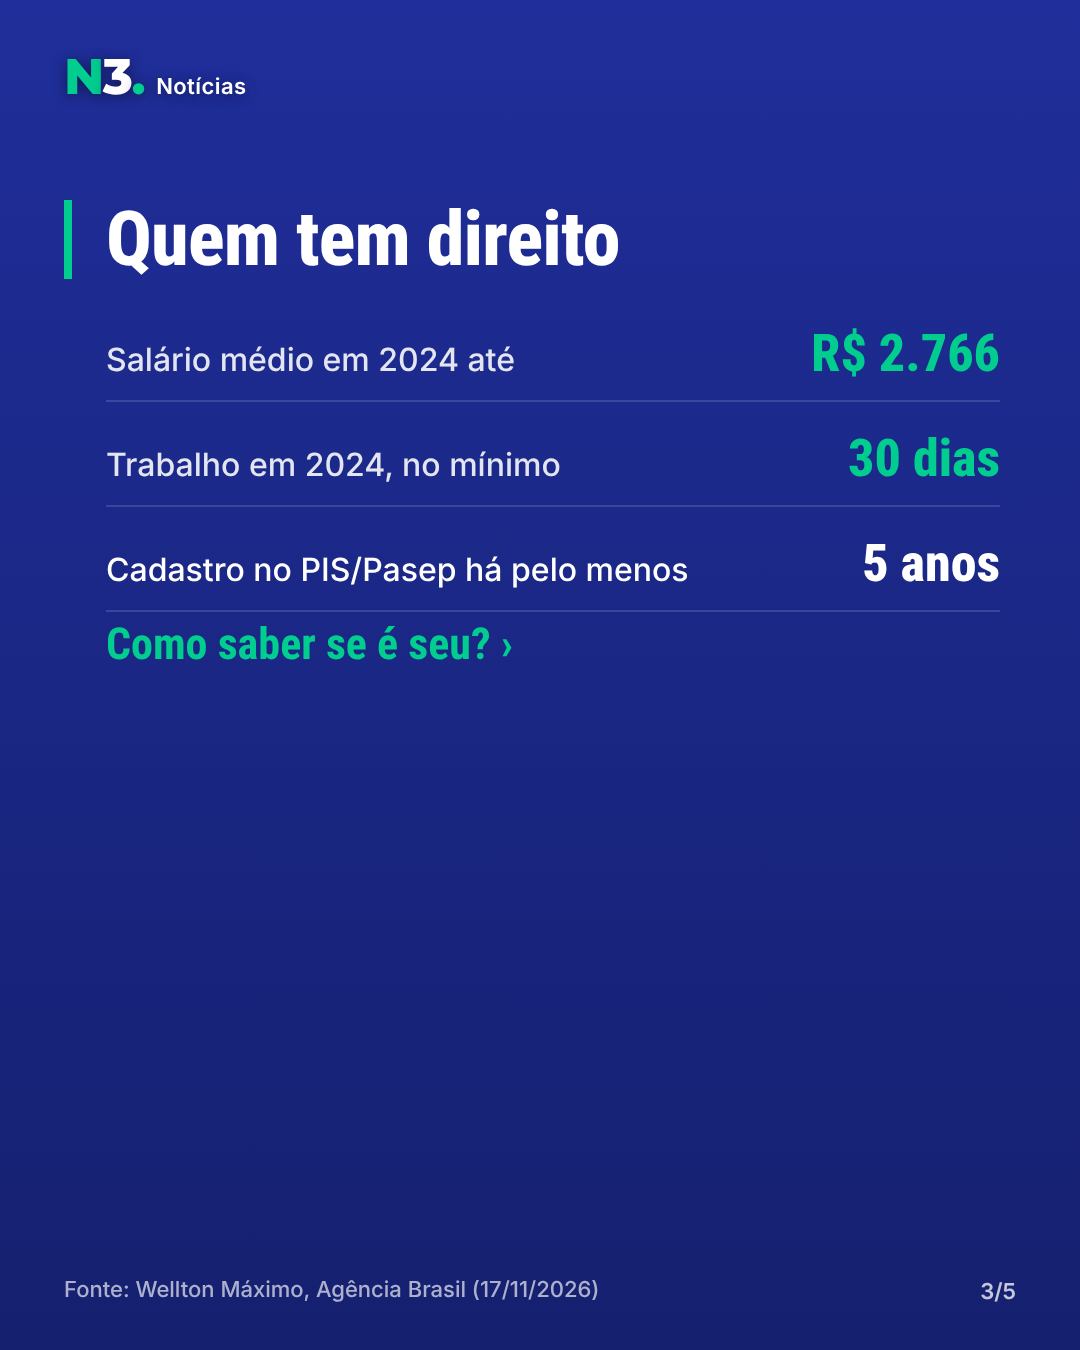 N3. Notícias
Quem tem direito
Salário médio em 2024 até R$ 2.766
Trabalho em 2024, no mínimo 30 dias
Cadastro no PIS/Pasep há pelo menos 5 anos
Como saber se é seu? ›
Fonte: Wellton Máximo, Agência Brasil (17/11/2026) 3/5